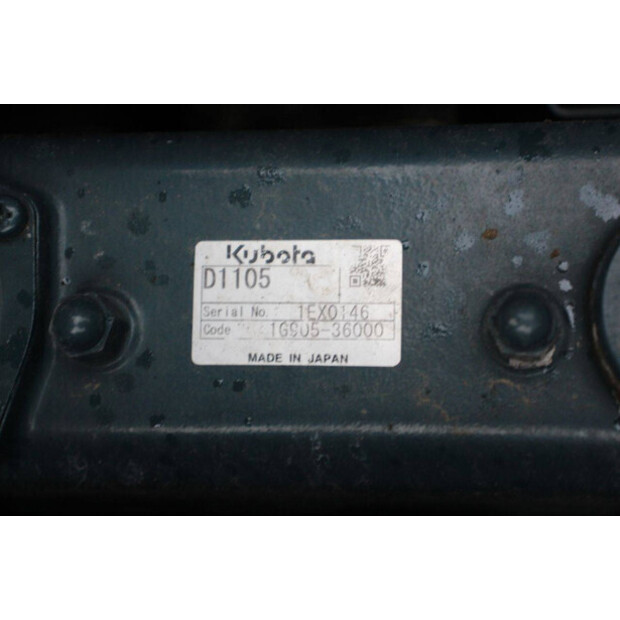 Kubota
D1105
Serial No. 1EX0146
Code 1G905-36000
MADE IN JAPAN